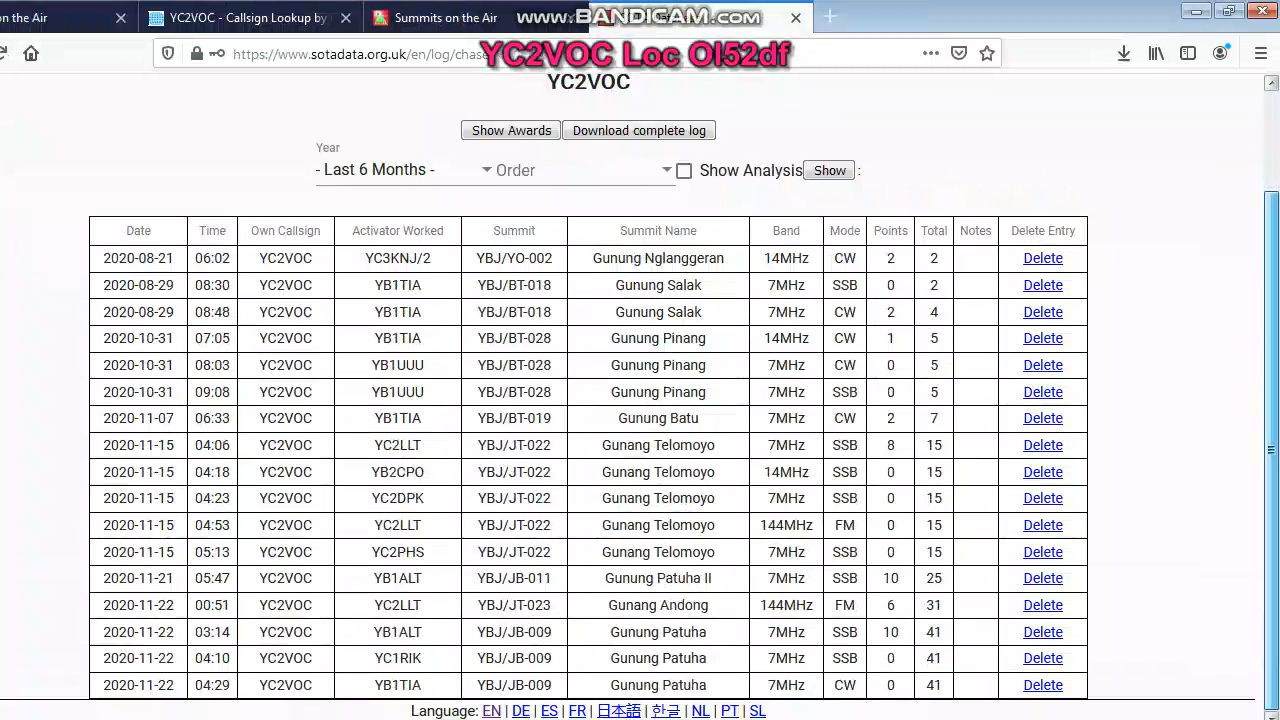 on the Air
YC2VOC - Callsign Lookup by
Summits on the Air
www.BANDICAM.com
https://www.sotadata.org.uk/en/log/chase
YC2VOC Loc OI52df
YC2VOC
Show Awards Download complete log
Year
- Last 6 Months - Order Show Analysis Show :
Date Time Own Callsign Activator Worked Summit Summit Name Band Mode Points Total Notes Delete Entry
2020-08-21 06:02 YC2VOC YC3KNJ/2 YBJ/YO-002 Gunung Nglanggeran 14MHz CW 2 2 Delete
2020-08-29 08:30 YC2VOC YB1TIA YBJ/BT-018 Gunung Salak 7MHz SSB 0 2 Delete
2020-08-29 08:48 YC2VOC YB1TIA YBJ/BT-018 Gunung Salak 7MHz CW 2 4 Delete
2020-10-31 07:05 YC2VOC YB1TIA YBJ/BT-028 Gunung Pinang 14MHz CW 1 5 Delete
2020-10-31 08:03 YC2VOC YB1UUU YBJ/BT-028 Gunung Pinang 7MHz CW 0 5 Delete
2020-10-31 09:08 YC2VOC YB1UUU YBJ/BT-028 Gunung Pinang 7MHz SSB 0 5 Delete
2020-11-07 06:33 YC2VOC YB1TIA YBJ/BT-019 Gunung Batu 7MHz CW 2 7 Delete
2020-11-15 04:06 YC2VOC YC2LLT YBJ/JT-022 Gunang Telomoyo 7MHz SSB 8 15 Delete
2020-11-15 04:18 YC2VOC YB2CPO YBJ/JT-022 Gunang Telomoyo 14MHz SSB 0 15 Delete
2020-11-15 04:23 YC2VOC YC2DPK YBJ/JT-022 Gunang Telomoyo 7MHz SSB 0 15 Delete
2020-11-15 04:53 YC2VOC YC2LLT YBJ/JT-022 Gunang Telomoyo 144MHz FM 0 15 Delete
2020-11-15 05:13 YC2VOC YC2PHS YBJ/JT-022 Gunang Telomoyo 7MHz SSB 0 15 Delete
2020-11-21 05:47 YC2VOC YB1ALT YBJ/JB-011 Gunung Patuha II 7MHz SSB 10 25 Delete
2020-11-22 00:51 YC2VOC YC2LLT YBJ/JT-023 Gunang Andong 144MHz FM 6 31 Delete
2020-11-22 03:14 YC2VOC YB1ALT YBJ/JB-009 Gunung Patuha 7MHz SSB 10 41 Delete
2020-11-22 04:10 YC2VOC YC1RIK YBJ/JB-009 Gunung Patuha 7MHz SSB 0 41 Delete
2020-11-22 04:29 YC2VOC YB1TIA YBJ/JB-009 Gunung Patuha 7MHz CW 0 41 Delete
Language: EN | DE | ES | FR | 日本語 | 한글 | NL | PT | SL